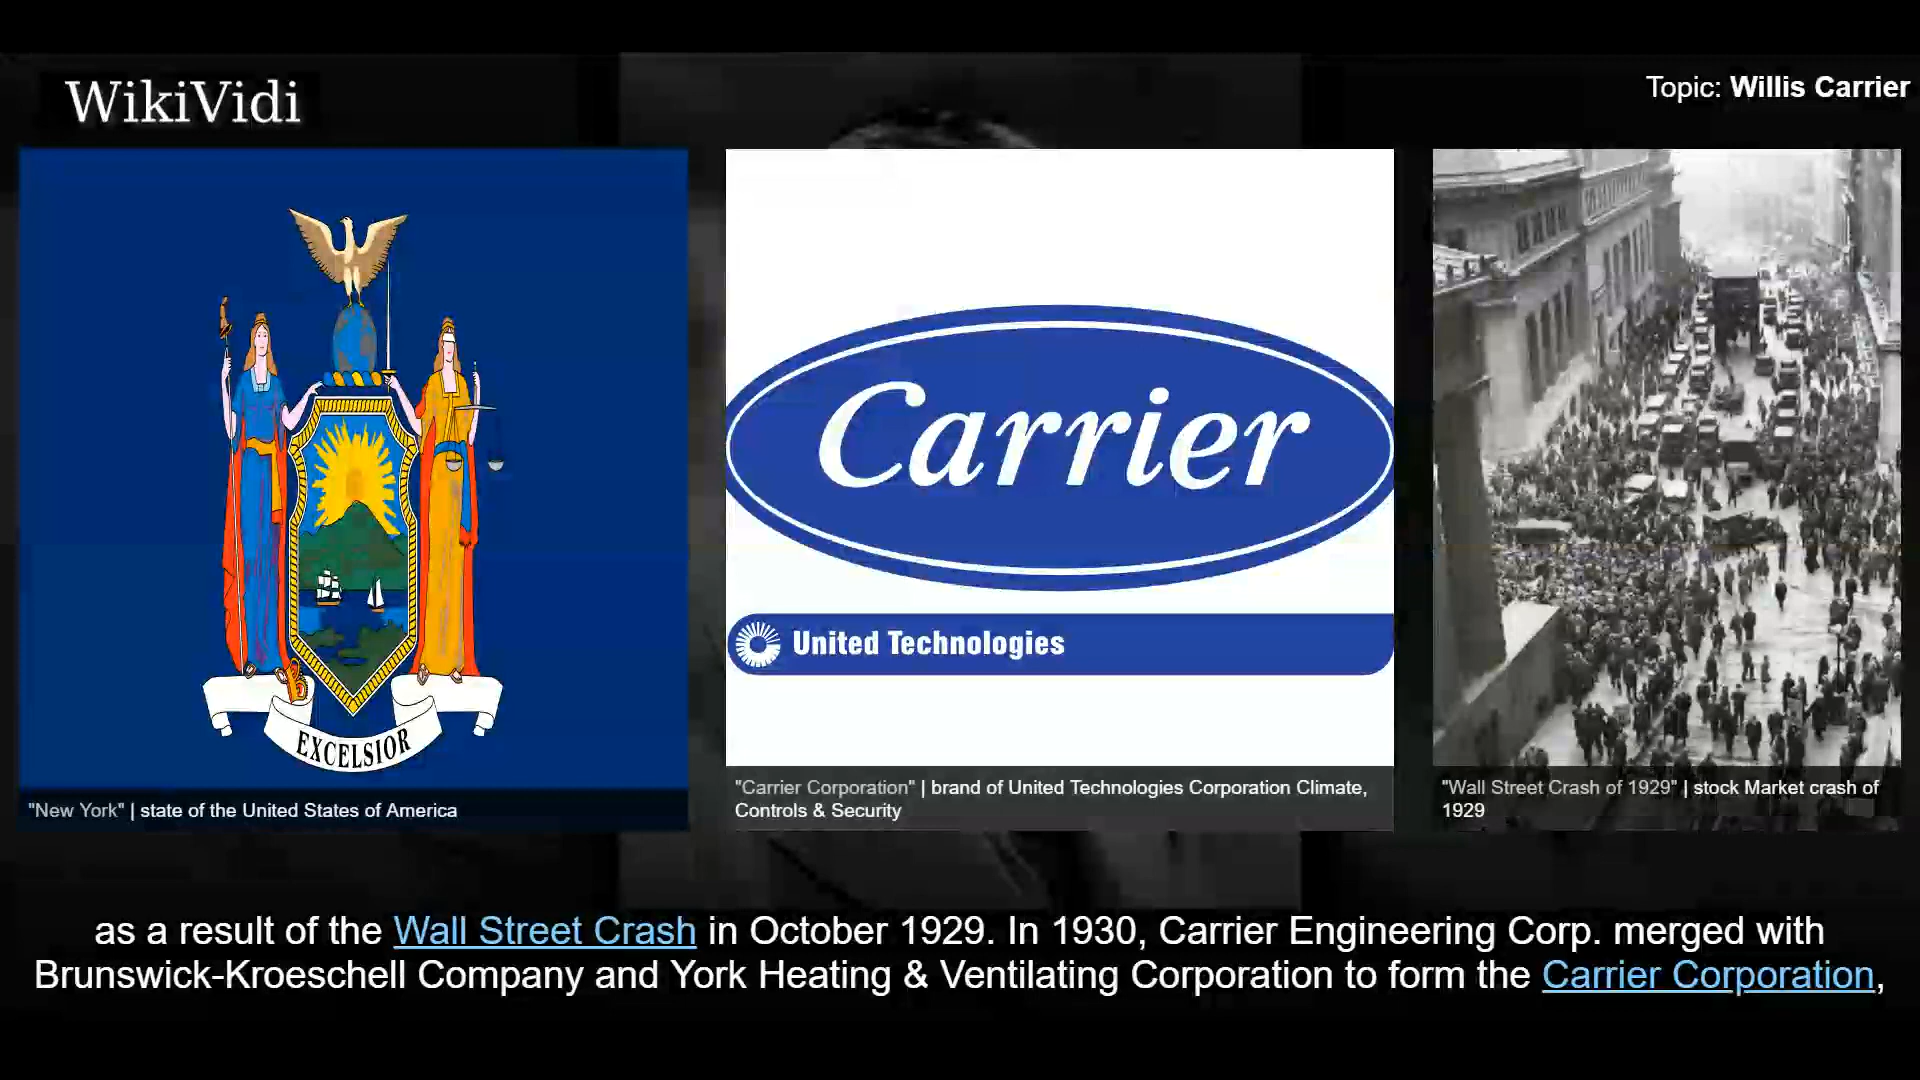 WikiVidi
Topic: Willis Carrier
EXCELSIOR
"New York" | state of the United States of America
Carrier
United Technologies
"Carrier Corporation" | brand of United Technologies Corporation Climate,
Controls & Security
"Wall Street Crash of 1929" | stock Market crash of
1929
as a result of the Wall Street Crash in October 1929. In 1930, Carrier Engineering Corp. merged with
Brunswick-Kroeschell Company and York Heating & Ventilating Corporation to form the Carrier Corporation,